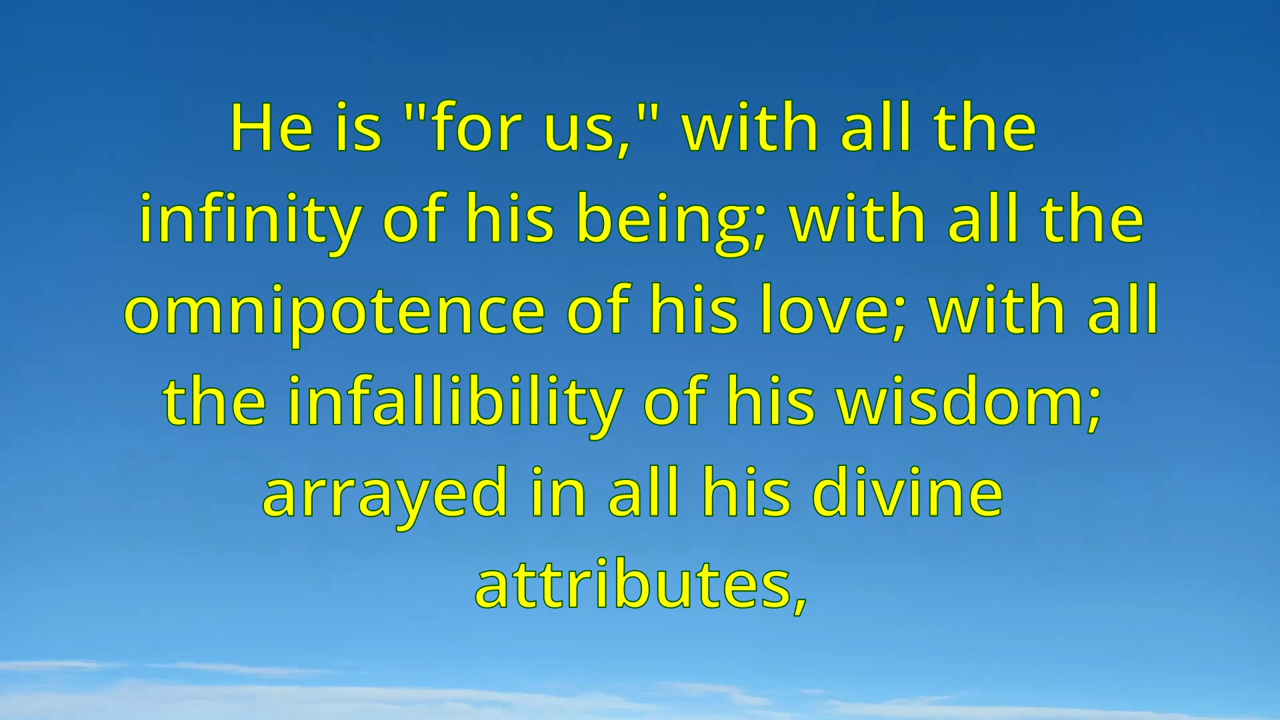 He is "for us," with all the
infinity of his being; with all the
omnipotence of his love; with all
the infallibility of his wisdom;
arrayed in all his divine
attributes,